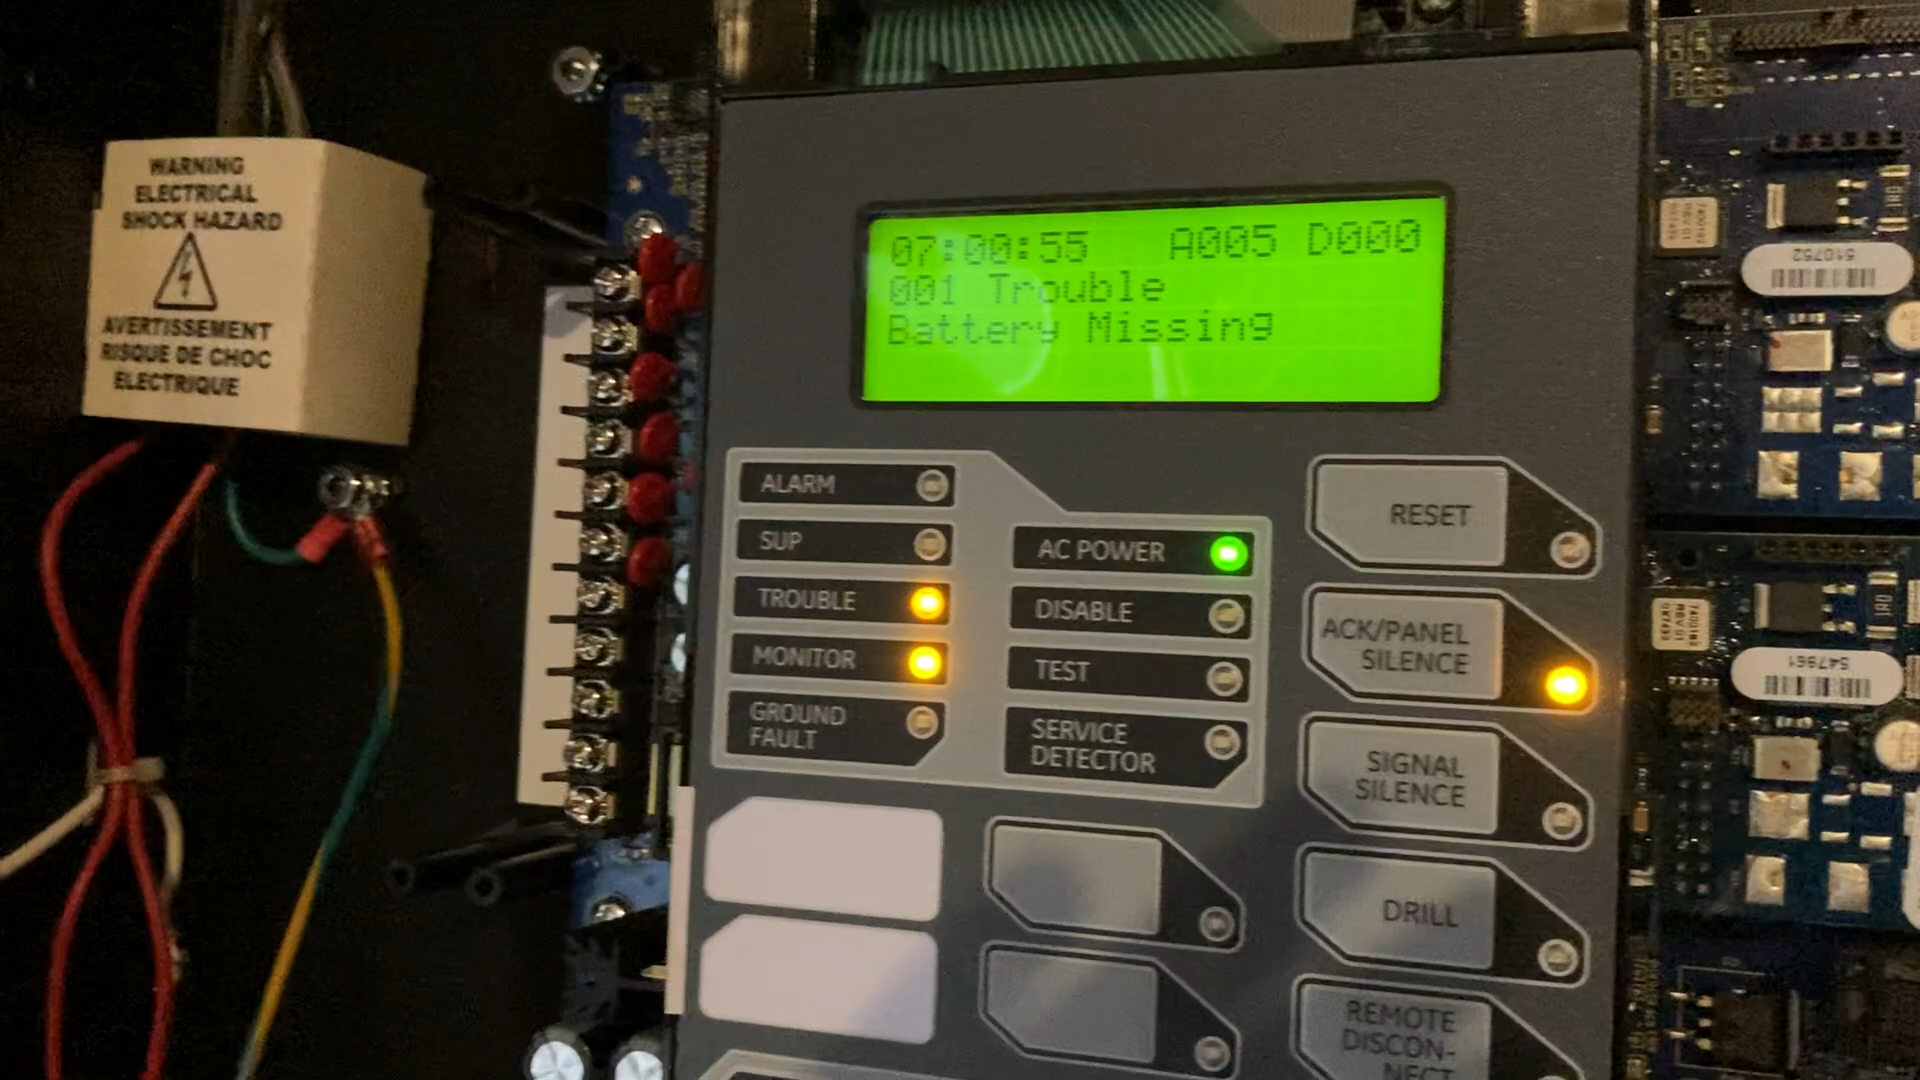 WARNING
ELECTRICAL
SHOCK HAZARD
AVERTISSEMENT
RISQUE DE CHOC
ELECTRIQUE
07:00:55 A005 D000
001 Trouble
Battery Missing
ALARM
SUP
TROUBLE
MONITOR
GROUND
FAULT
AC POWER
DISABLE
TEST
SERVICE
DETECTOR
RESET
ACK/PANEL
SILENCE
SIGNAL
SILENCE
DRILL
REMOTE
DISCON-
NECT
510752
547961